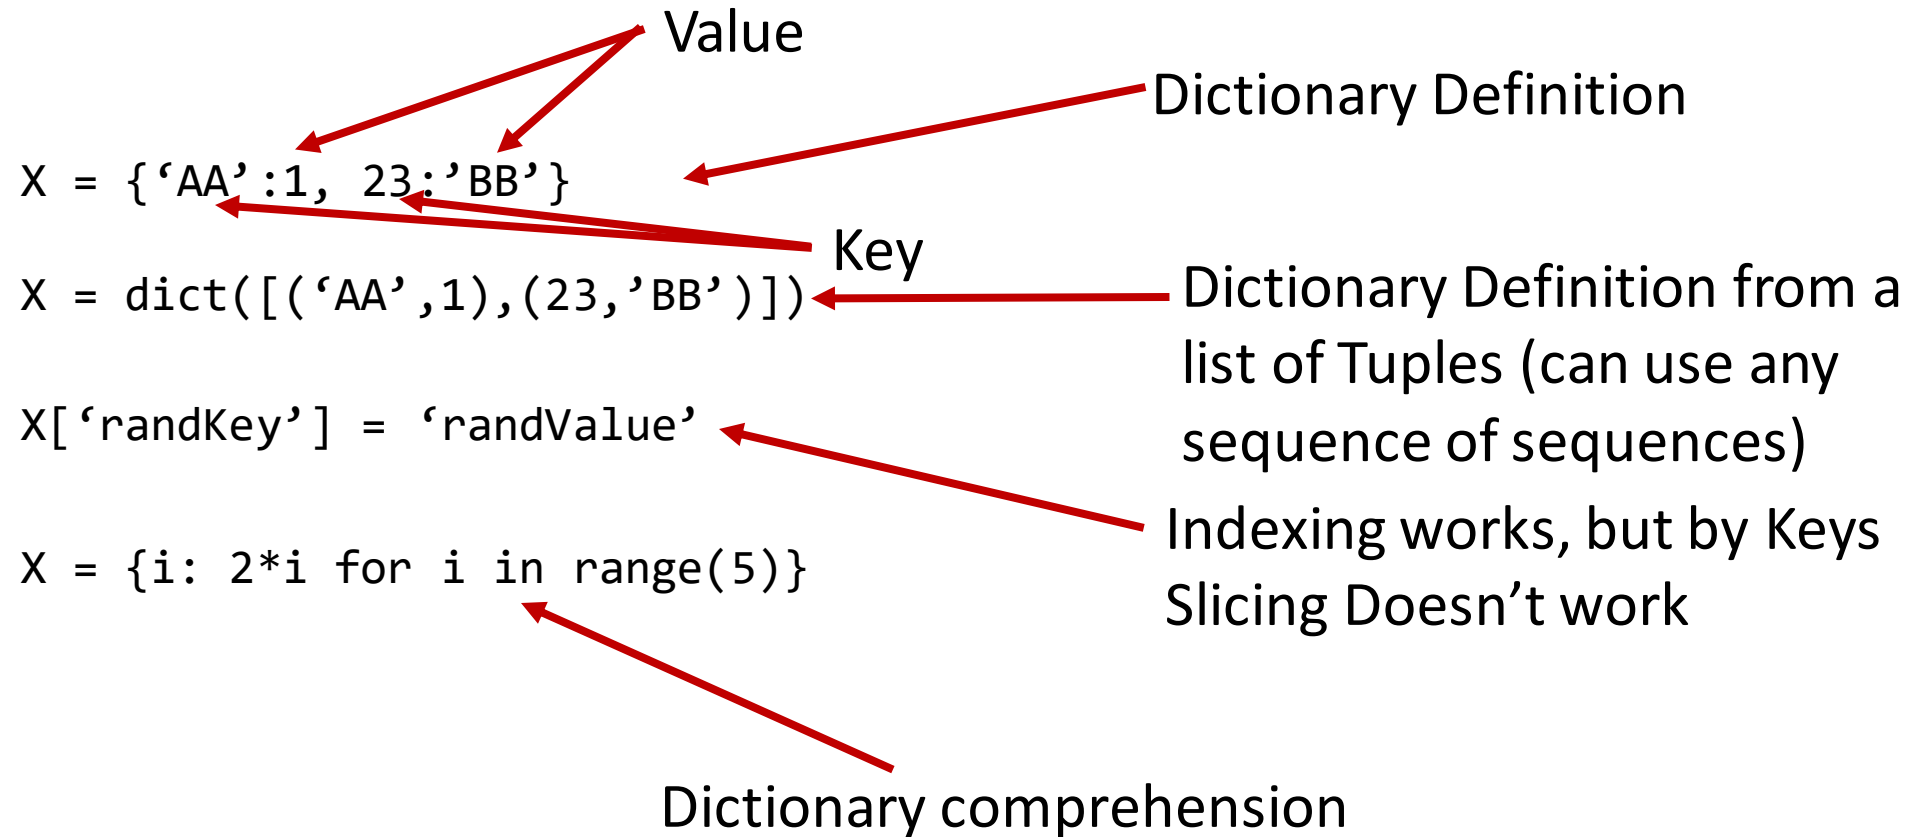 Value
Dictionary Definition
X = {‘AA’:1, 23:’BB’}
Key
X = dict([(‘AA’,1),(23,’BB’)])
Dictionary Definition from a
list of Tuples (can use any
sequence of sequences)
X[‘randKey’] = ‘randValue’
Indexing works, but by Keys
Slicing Doesn’t work
X = {i: 2*i for i in range(5)}
Dictionary comprehension